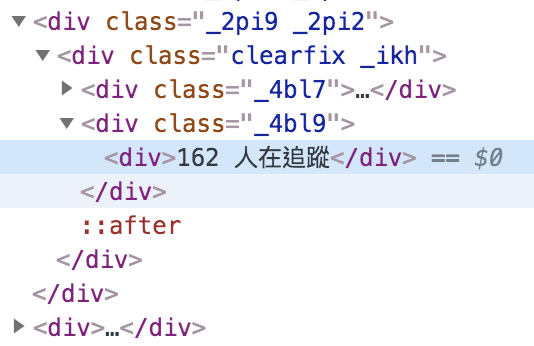 ▼<div class="_2pi9 _2pi2">
▼<div class="clearfix _ikh">
▶<div class="_4bl7">…</div>
▼<div class="_4bl9">
<div>162 人在追蹤</div> == $0
</div>
::after
</div>
</div>
▶<div>…</div>